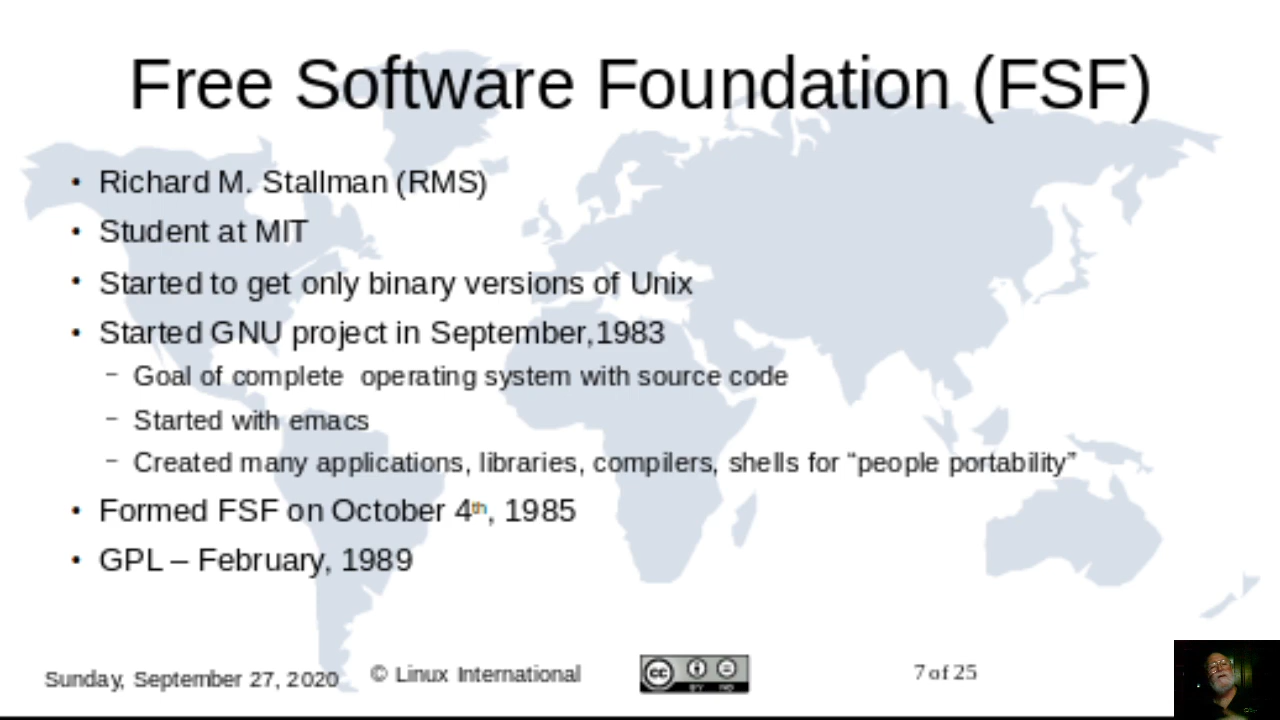 Free Software Foundation (FSF)
• Richard M. Stallman (RMS)
• Student at MIT
• Started to get only binary versions of Unix
• Started GNU project in September,1983
– Goal of complete  operating system with source code
– Started with emacs
– Created many applications, libraries, compilers, shells for “people portability”
• Formed FSF on October 4th, 1985
• GPL – February, 1989
Sunday, September 27, 2020
© Linux International
cc BY ND
7 of 25